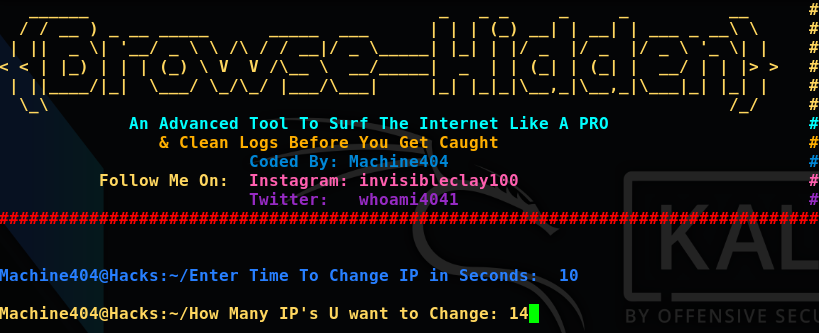 {Browse-Hidden}
An Advanced Tool To Surf The Internet Like A PRO
& Clean Logs Before You Get Caught
Coded By: Machine404
Follow Me On: Instagram: invisibleclay100
Twitter: whoami4041
Machine404@Hacks:~/Enter Time To Change IP in Seconds: 10
Machine404@Hacks:~/How Many IP's U want to Change: 14
KAL
BY OFFENSIVE SECU